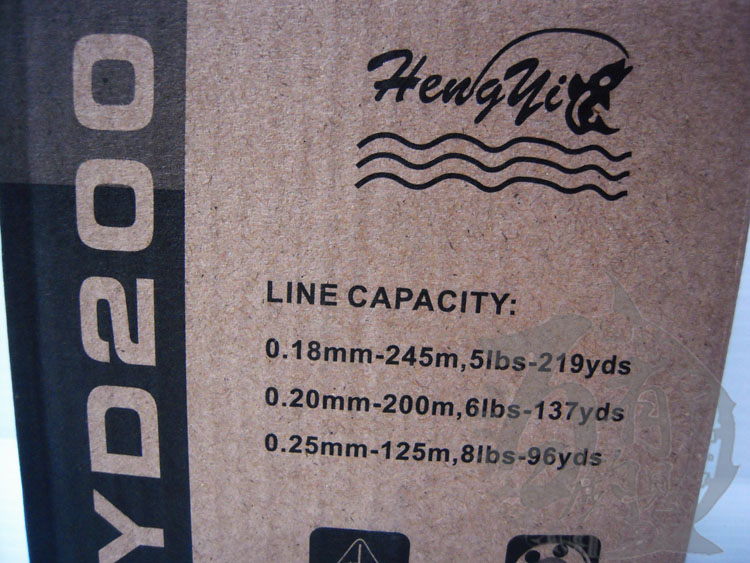 HengYi
YD200
LINE CAPACITY:
0.18mm-245m,5lbs-219yds
0.20mm-200m,6lbs-137yds
0.25mm-125m,8lbs-96yds